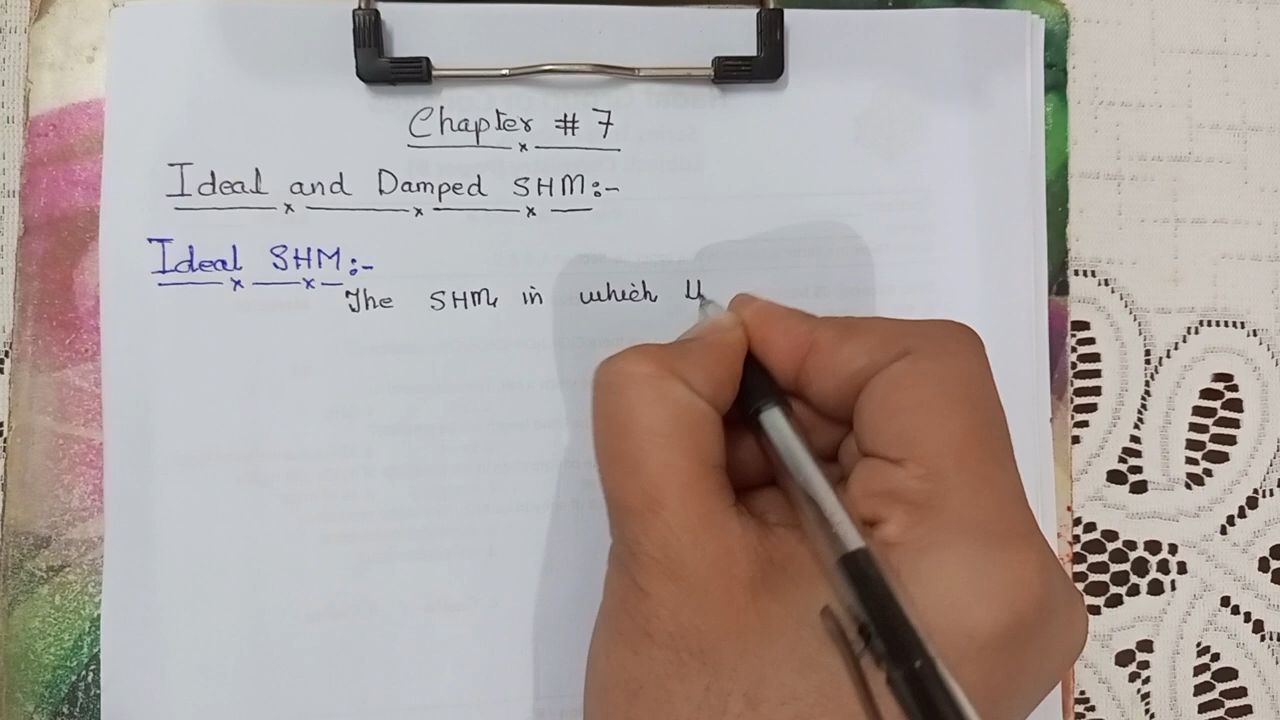 Chapter # 7
Ideal and Damped SHM:-
Ideal SHM:-
The SHM in which